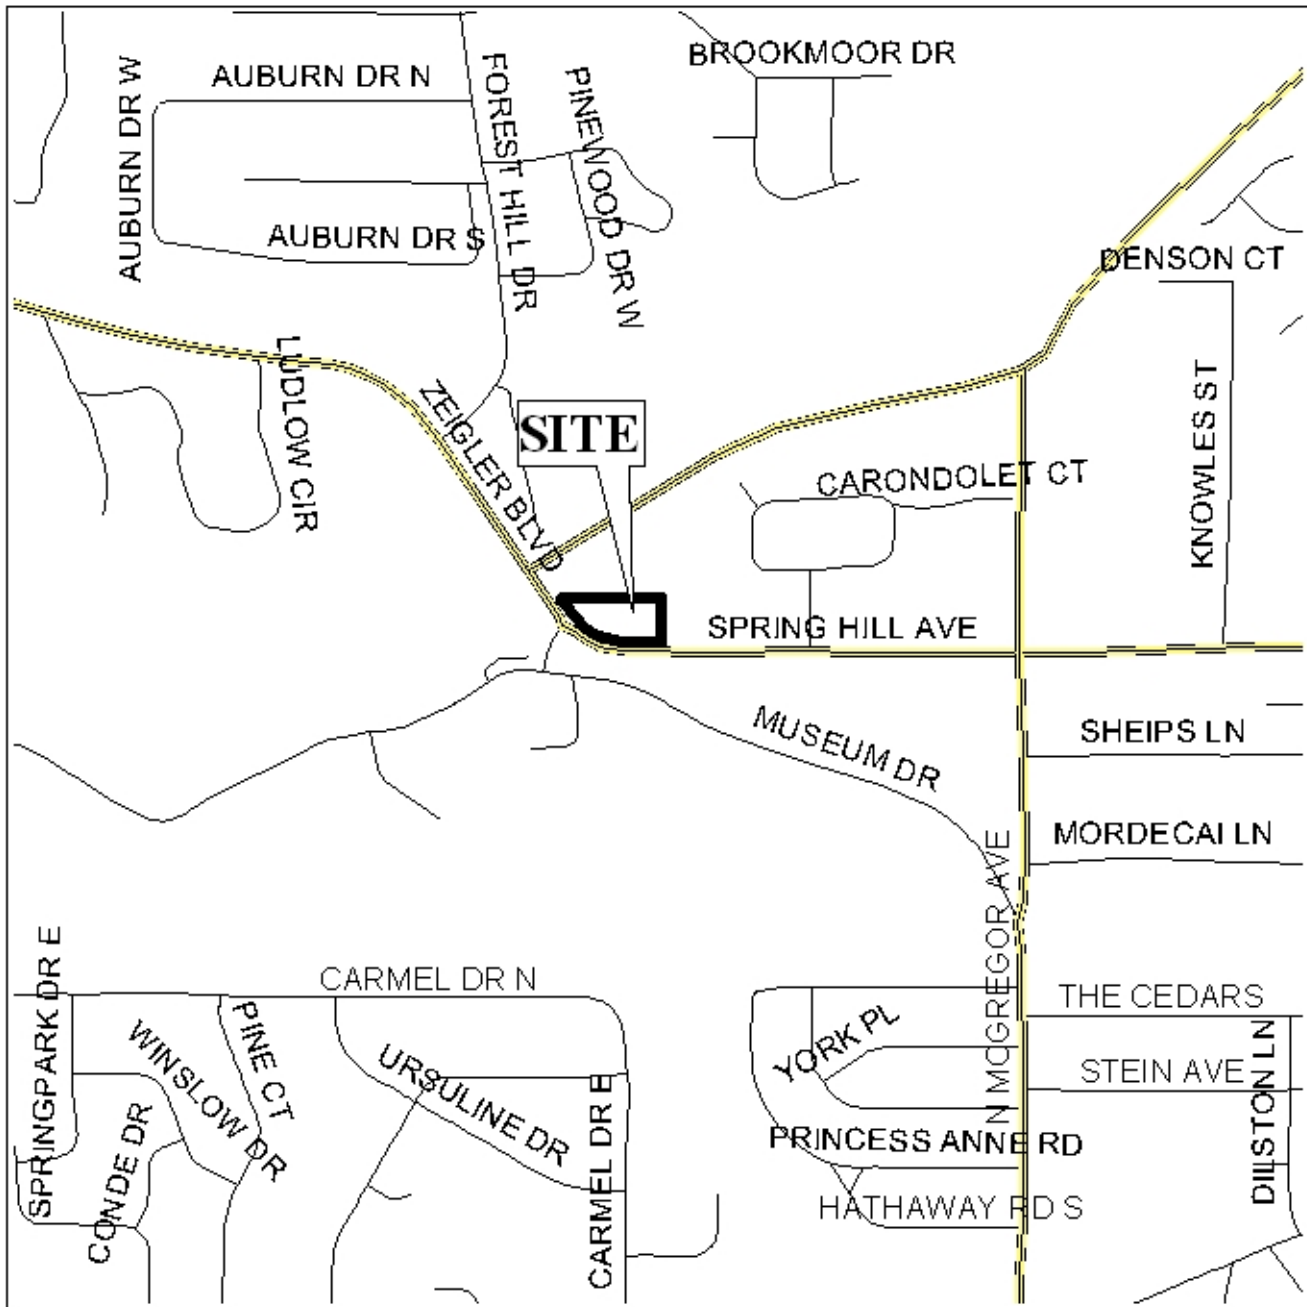 BROOKMOOR DR
AUBURN DR N
AUBURN DR W
FOREST HILL DR
PINEWOOD DR W
AUBURN DR S
DENSON CT
LUDLOW CIR
ZEIGLER BLVD
SITE
KNOWLES ST
CARONDOLET CT
SPRING HILL AVE
MUSEUM DR
SHEIPS LN
MORDECAI LN
N MCGREGOR AVE
SPRINGPARK DR E
CARMEL DR N
THE CEDARS
WINSLOW DR
PINE CT
YORK PL
URSULINE DR
STEIN AVE
DILSTON LN
CONDE DR
CARMEL DR E
PRINCESS ANNE RD
HATHAWAY RD S